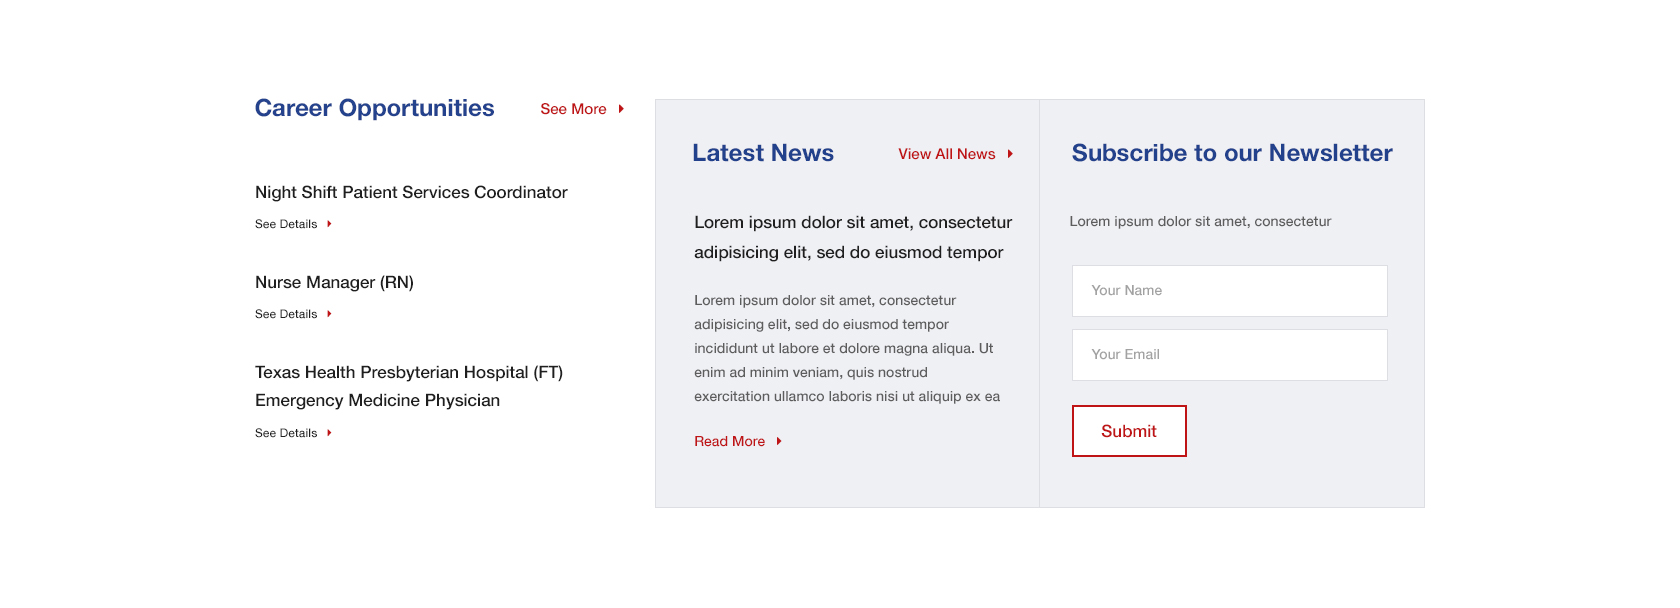 Career Opportunities
See More
Night Shift Patient Services Coordinator
See Details
Nurse Manager (RN)
See Details
Texas Health Presbyterian Hospital (FT)
Emergency Medicine Physician
See Details
Latest News
View All News
Lorem ipsum dolor sit amet, consectetur
adipisicing elit, sed do eiusmod tempor
Lorem ipsum dolor sit amet, consectetur
adipisicing elit, sed do eiusmod tempor
incididunt ut labore et dolore magna aliqua. Ut
enim ad minim veniam, quis nostrud
exercitation ullamco laboris nisi ut aliquip ex ea
Read More
Subscribe to our Newsletter
Lorem ipsum dolor sit amet, consectetur
Your Name
Your Email
Submit